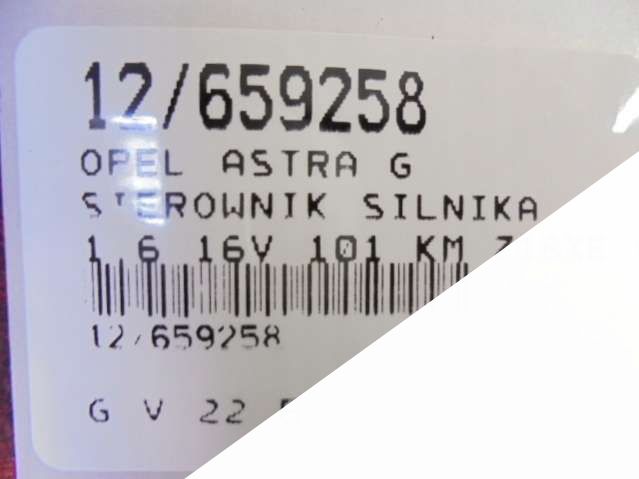 12/659258
OPEL ASTRA G
STEROWNIK SILNIKA
1.6 16V 101 KM
12/659258
G V 22